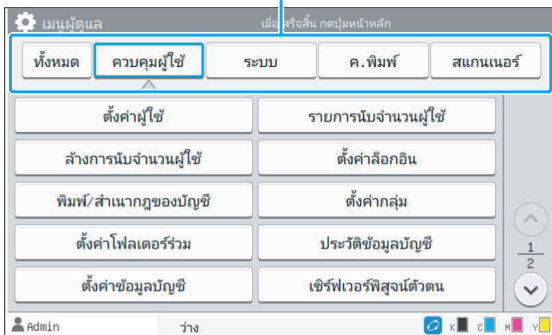 เมนูผู้ดูแล เมื่อเสร็จสิ้น กดปุ่มหน้าหลัก
ทั้งหมด ควบคุมผู้ใช้ ระบบ ค.พิมพ์ สแกนเนอร์
ตั้งค่าผู้ใช้ รายการนับจำนวนผู้ใช้
ล้างการนับจำนวนผู้ใช้ ตั้งค่าล็อกอิน
พิมพ์/สำเนากฎของบัญชี ตั้งค่ากลุ่ม
ตั้งค่าโฟลเดอร์ร่วม ประวัติข้อมูลบัญชี
1
2
ตั้งค่าข้อมูลบัญชี เซิร์ฟเวอร์พิสูจน์ตัวตน
Admin ว่าง K C M Y